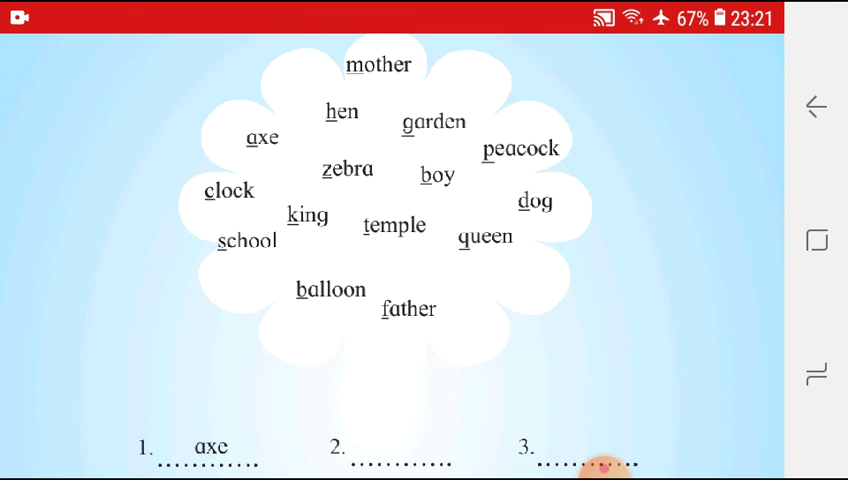 67% 23:21
mother
hen
garden
axe
peacock
zebra
boy
clock
dog
king
temple
queen
school
balloon
father
1. axe 2. 3.